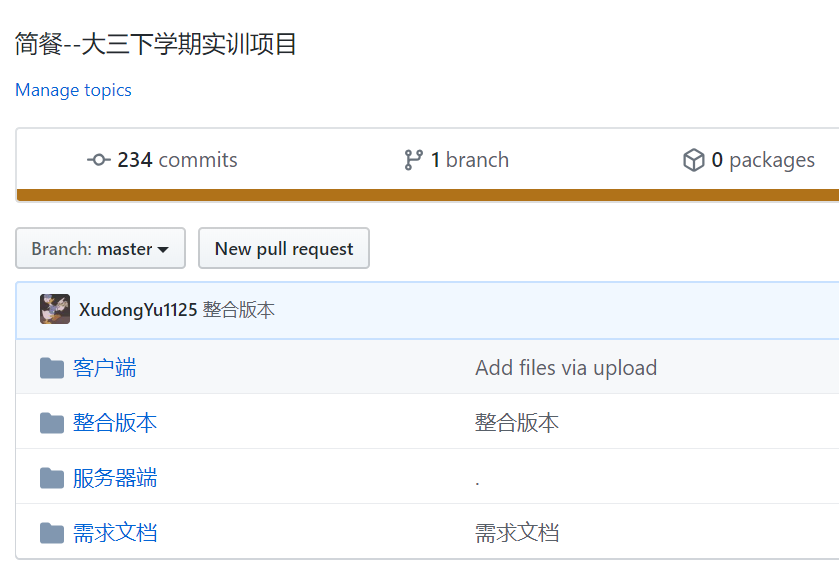 简餐--大三下学期实训项目
Manage topics
234 commits 1 branch 0 packages
Branch: master New pull request
XudongYu1125 整合版本
客户端 Add files via upload
整合版本 整合版本
服务器端 .
需求文档 需求文档